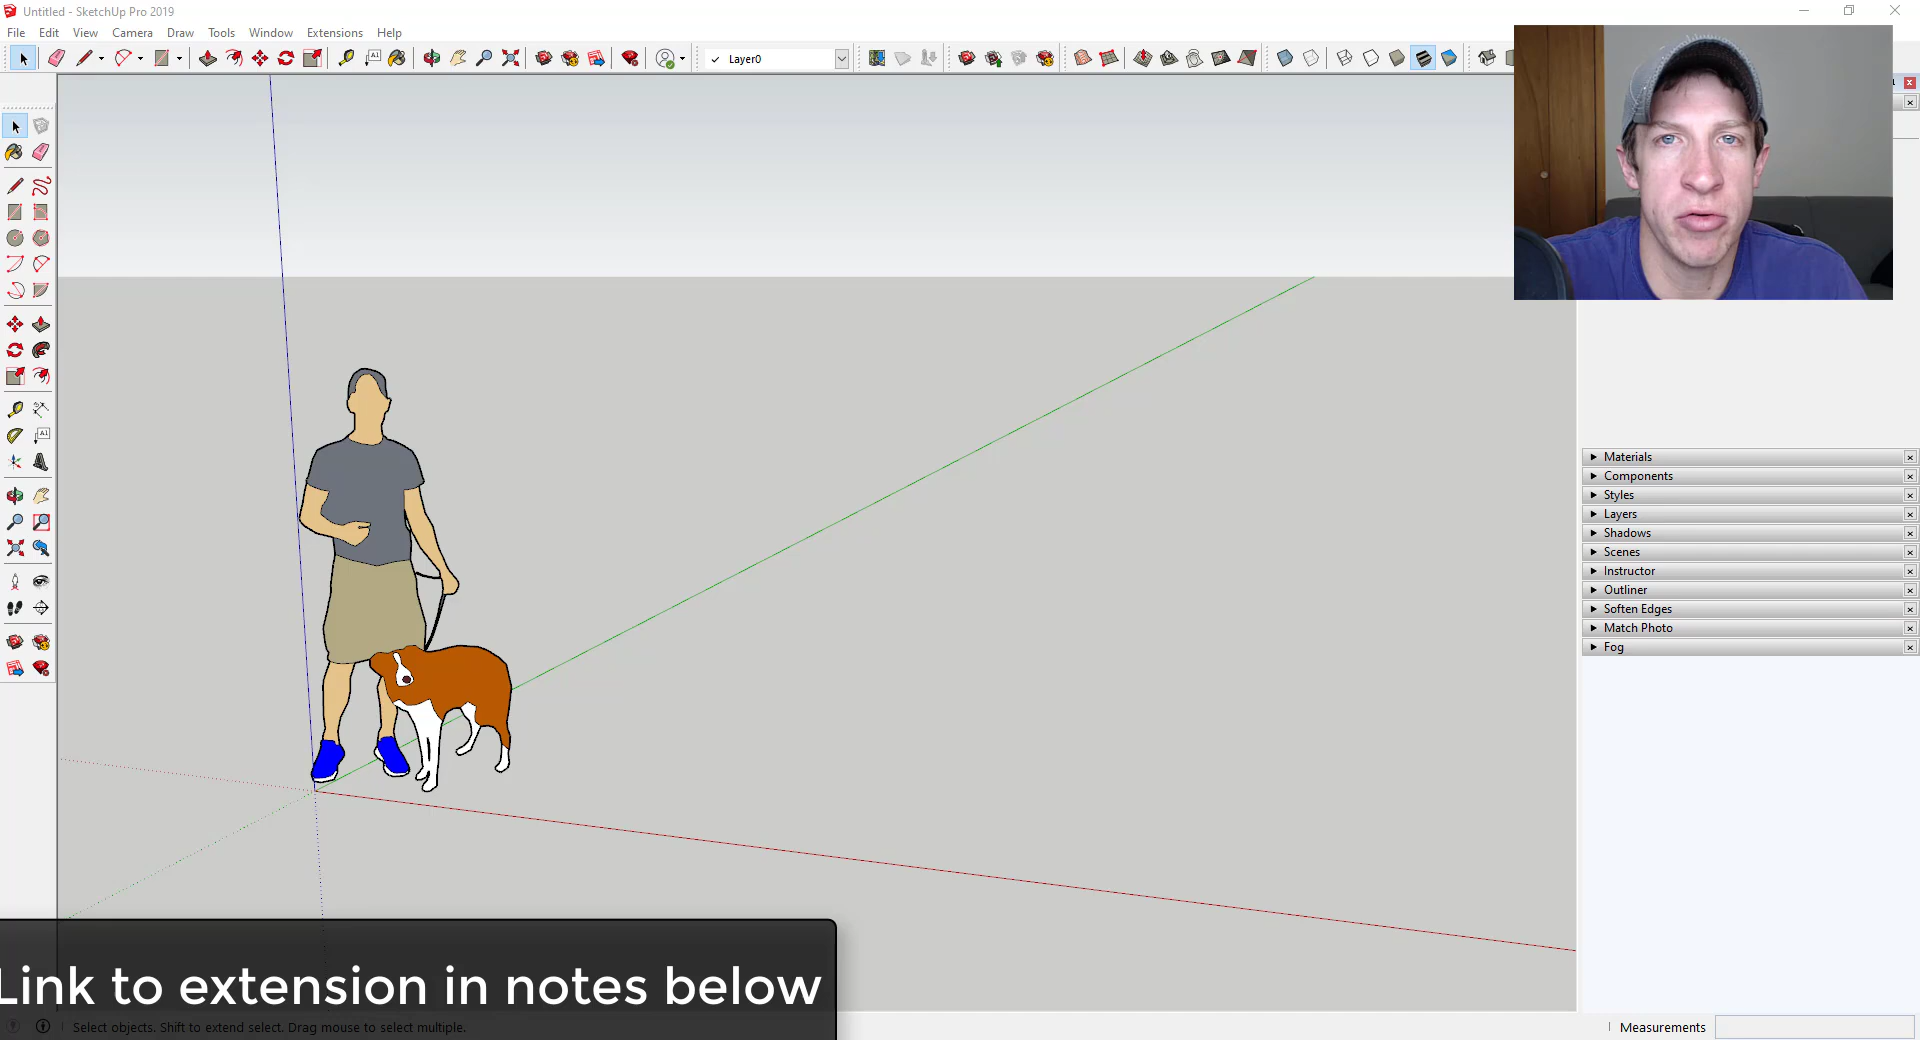 Untitled - SketchUp Pro 2019
File Edit View Camera Draw Tools Window Extensions Help
Layer0
A1
A1
Materials
Components
Styles
Layers
Shadows
Scenes
Instructor
Outliner
Soften Edges
Match Photo
Fog
Link to extension in notes below
Select objects. Shift to extend select. Drag mouse to select multiple.
Measurements